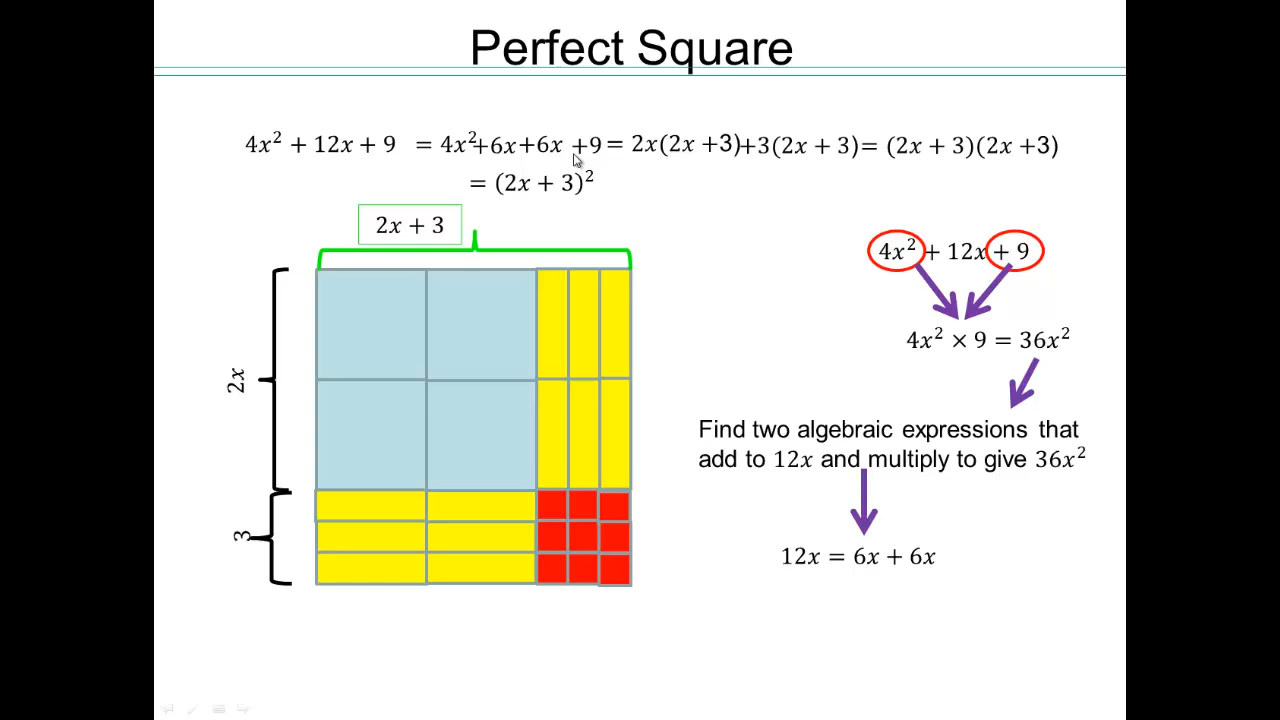 Perfect Square
4x² + 12x + 9 = 4x²+6x+6x +9 = 2x(2x +3)+3(2x + 3)= (2x + 3)(2x +3)
= (2x + 3)²
2x + 3
4x² + 12x + 9
4x² × 9 = 36x²
2x
Find two algebraic expressions that
add to 12x and multiply to give 36x²
3
12x = 6x + 6x